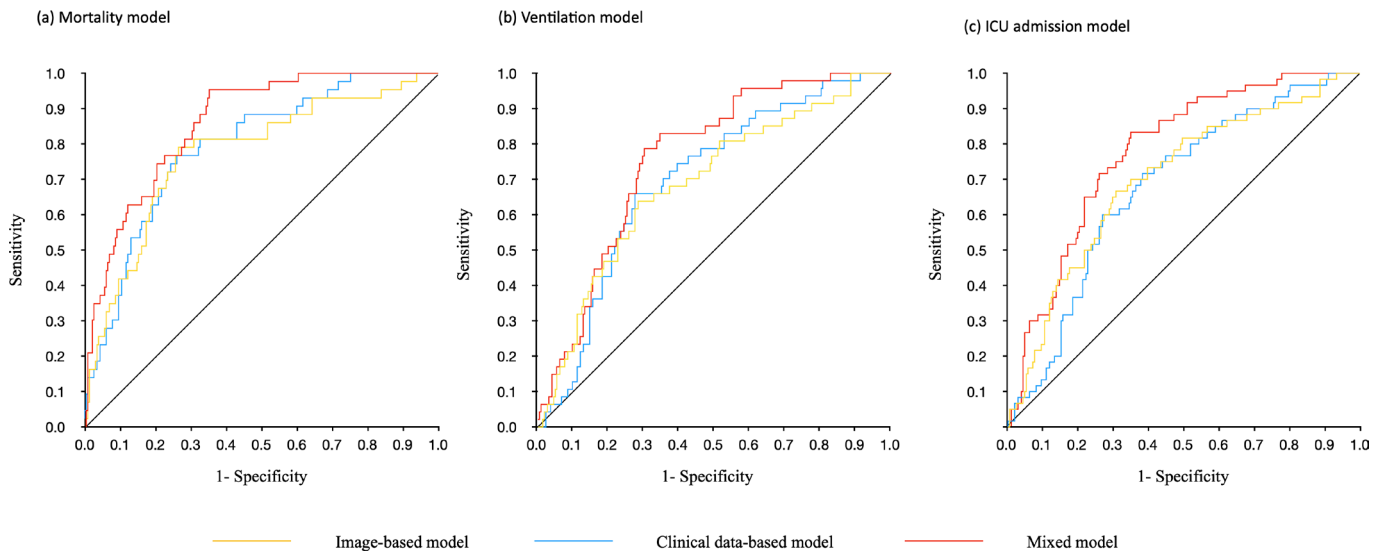 (a) Mortality model
(b) Ventilation model
(c) ICU admission model
1.0
0.9
0.8
0.7
0.6
0.5
0.4
0.3
0.2
0.1
0.0
Sensitivity
0.0 0.1 0.2 0.3 0.4 0.5 0.6 0.7 0.8 0.9 1.0
1- Specificity
1.0
0.9
0.8
0.7
0.6
0.5
0.4
0.3
0.2
0.1
0.0
Sensitivity
0.0 0.1 0.2 0.3 0.4 0.5 0.6 0.7 0.8 0.9 1.0
1- Specificity
1.0
0.9
0.8
0.7
0.6
0.5
0.4
0.3
0.2
0.1
0.0
Sensitivity
0.0 0.1 0.2 0.3 0.4 0.5 0.6 0.7 0.8 0.9 1.0
1- Specificity
Image-based model Clinical data-based model Mixed model